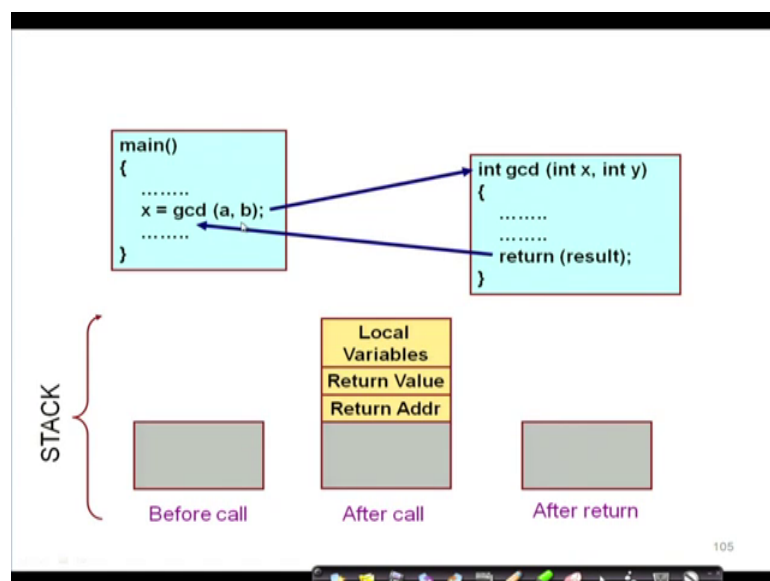 main()
{
........
x = gcd (a, b);
........
}
int gcd (int x, int y)
{
........
........
return (result);
}
STACK
Local
Variables
Return Value
Return Addr
Before call
After call
After return
105